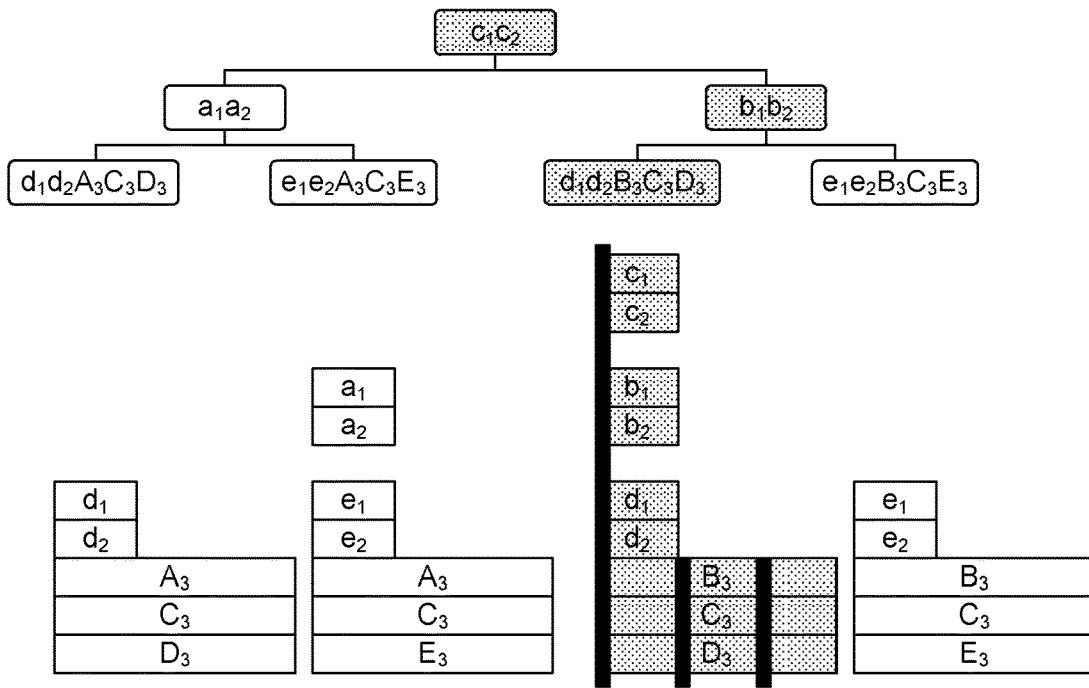 c₁c₂
a₁a₂ b₁b₂
d₁d₂A₃C₃D₃ e₁e₂A₃C₃E₃ d₁d₂B₃C₃D₃ e₁e₂B₃C₃E₃
c₁
c₂
a₁ b₁
a₂ b₂
d₁ e₁ d₁ e₁
d₂ e₂ d₂ e₂
A₃ A₃ B₃ B₃
C₃ C₃ C₃ C₃
D₃ E₃ D₃ E₃